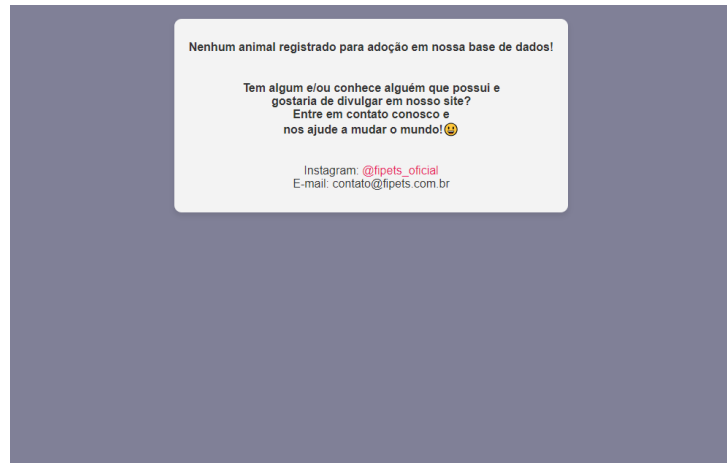 Nenhum animal registrado para adoção em nossa base de dados!
Tem algum e/ou conhece alguém que possui e
gostaria de divulgar em nosso site?
Entre em contato conosco e
nos ajude a mudar o mundo!😃
Instagram: @fipets_oficial
E-mail: contato@fipets.com.br